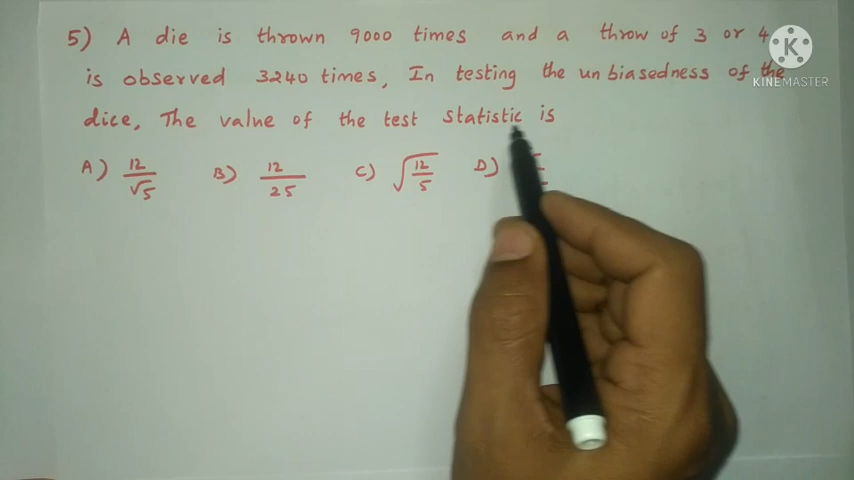 5) A die is thrown 9000 times and a throw of 3 or 4
is observed 3240 times, In testing the unbiasedness of the
dice, The value of the test statistic is
A) 12/√5 B) 12/25 C) √(12/5) D)
K
KINEMASTER